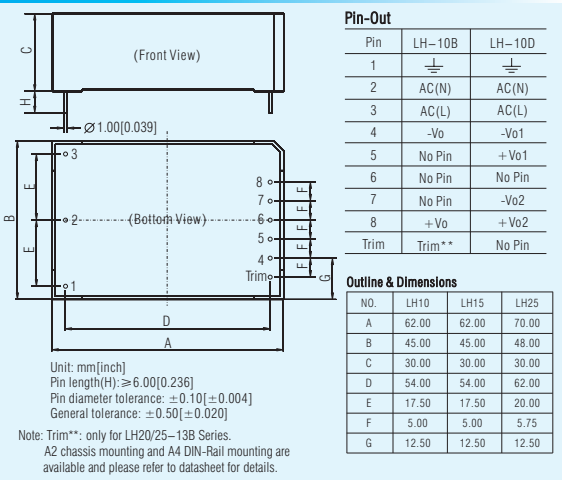 C
H
(Front View)
⌀1.00[0.039]
3
E
8
F
7
F
B
2
(Bottom View)
6
F
5
E
F
4
F
Trim
G
1
D
A
Unit: mm[inch]
Pin length(H):≥6.00[0.236]
Pin diameter tolerance: ±0.10[±0.004]
General tolerance: ±0.50[±0.020]
Note: Trim**: only for LH20/25−13B Series.
A2 chassis mounting and A4 DIN-Rail mounting are
available and please refer to datasheet for details.
Pin-Out
Pin LH−10B LH−10D
1 ⏚ ⏚
2 AC(N) AC(N)
3 AC(L) AC(L)
4 -Vo -Vo1
5 No Pin +Vo1
6 No Pin No Pin
7 No Pin -Vo2
8 +Vo +Vo2
Trim Trim** No Pin
Outline & Dimensions
NO. LH10 LH15 LH25
A 62.00 62.00 70.00
B 45.00 45.00 48.00
C 30.00 30.00 30.00
D 54.00 54.00 62.00
E 17.50 17.50 20.00
F 5.00 5.00 5.75
G 12.50 12.50 12.50